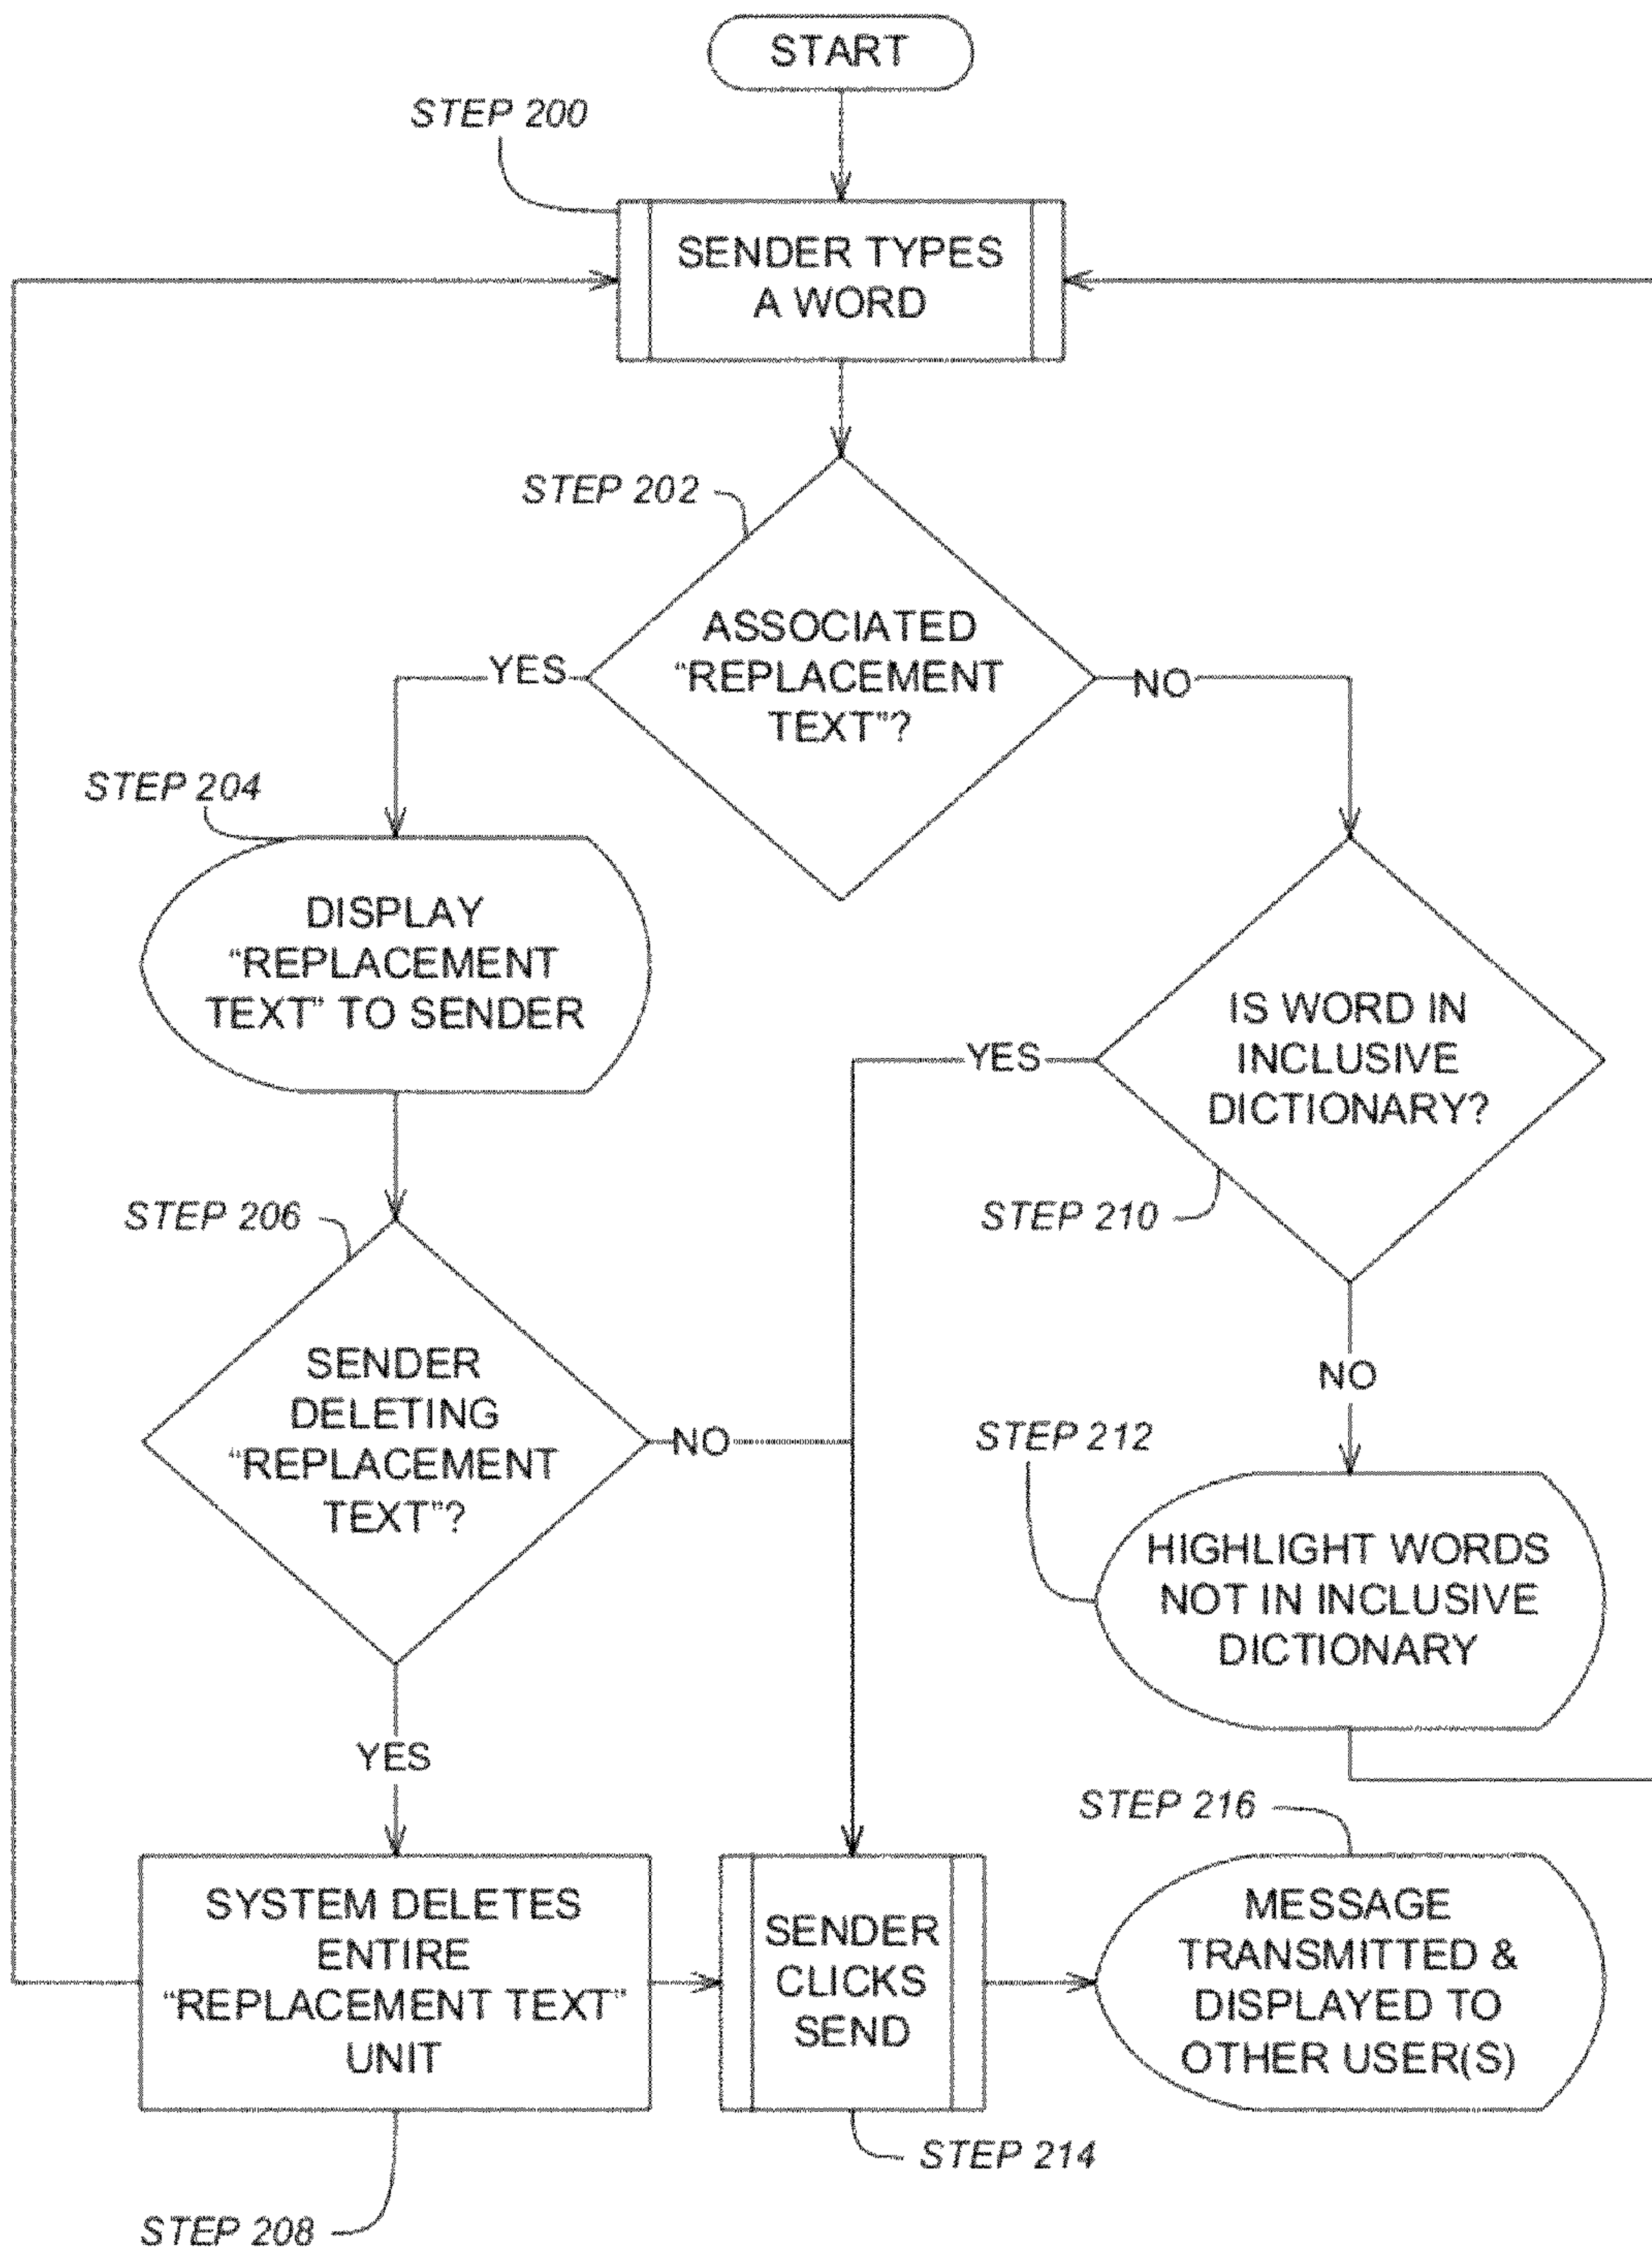 START
STEP 200
SENDER TYPES
A WORD
STEP 202
ASSOCIATED
“REPLACEMENT
TEXT”?
YES
NO
STEP 204
DISPLAY
“REPLACEMENT
TEXT” TO SENDER
IS WORD IN
INCLUSIVE
DICTIONARY?
YES
STEP 206
STEP 210
SENDER
DELETING
“REPLACEMENT
TEXT”?
NO
NO
STEP 212
HIGHLIGHT WORDS
NOT IN INCLUSIVE
DICTIONARY
YES
STEP 216
SYSTEM DELETES
ENTIRE
“REPLACEMENT TEXT”
UNIT
SENDER
CLICKS
SEND
MESSAGE
TRANSMITTED &
DISPLAYED TO
OTHER USER(S)
STEP 214
STEP 208